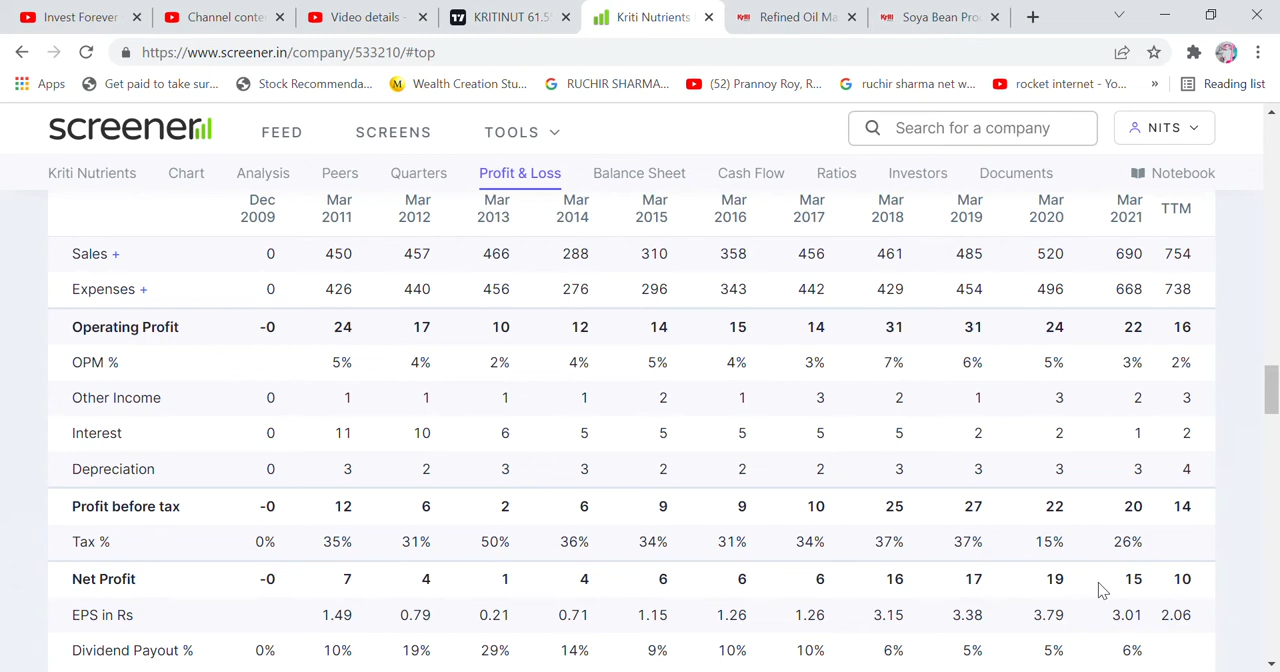 Invest Forever
Channel conte
Video details -
KRITINUT 61.5
Kriti Nutrients
Refined Oil Ma
Soya Bean Pro
https://www.screener.in/company/533210/#top
Apps
Get paid to take sur...
Stock Recommenda...
Wealth Creation Stu...
RUCHIR SHARMA...
(52) Prannoy Roy, R...
ruchir sharma net w...
rocket internet - Yo...
»
Reading list
screener
FEED
SCREENS
TOOLS
Search for a company
NITS
Kriti Nutrients
Chart
Analysis
Peers
Quarters
Profit & Loss
Balance Sheet
Cash Flow
Ratios
Investors
Documents
Notebook
Dec 2009 Mar 2011 Mar 2012 Mar 2013 Mar 2014 Mar 2015 Mar 2016 Mar 2017 Mar 2018 Mar 2019 Mar 2020 Mar 2021 TTM
Sales + 0 450 457 466 288 310 358 456 461 485 520 690 754
Expenses + 0 426 440 456 276 296 343 442 429 454 496 668 738
Operating Profit -0 24 17 10 12 14 15 14 31 31 24 22 16
OPM % 5% 4% 2% 4% 5% 4% 3% 7% 6% 5% 3% 2%
Other Income 0 1 1 1 1 2 1 3 2 1 3 2 3
Interest 0 11 10 6 5 5 5 5 5 2 2 1 2
Depreciation 0 3 2 3 3 2 2 2 3 3 3 3 4
Profit before tax -0 12 6 2 6 9 9 10 25 27 22 20 14
Tax % 0% 35% 31% 50% 36% 34% 31% 34% 37% 37% 15% 26%
Net Profit -0 7 4 1 4 6 6 6 16 17 19 15 10
EPS in Rs 1.49 0.79 0.21 0.71 1.15 1.26 1.26 3.15 3.38 3.79 3.01 2.06
Dividend Payout % 0% 10% 19% 29% 14% 9% 10% 10% 6% 5% 5% 6%